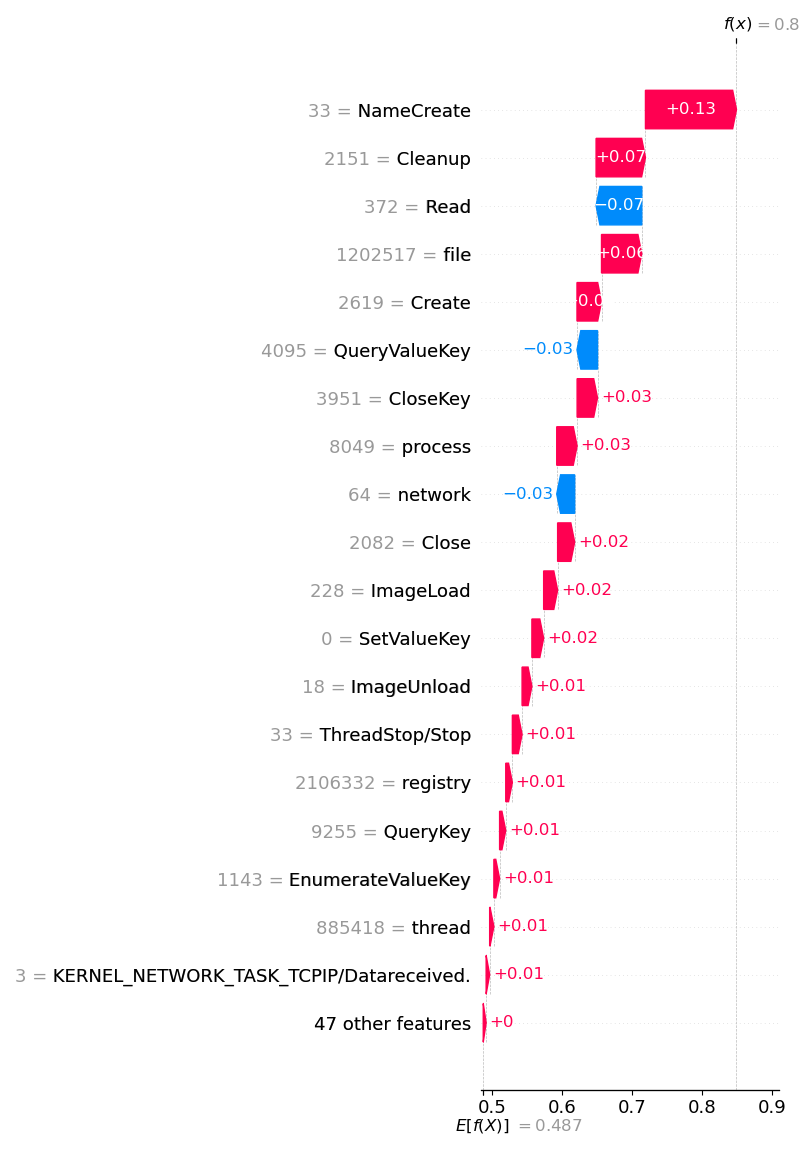 f(x) = 0.8
33 = NameCreate +0.13
2151 = Cleanup +0.07
372 = Read −0.07
1202517 = file +0.06
2619 = Create
4095 = QueryValueKey −0.03
3951 = CloseKey +0.03
8049 = process +0.03
64 = network −0.03
2082 = Close +0.02
228 = ImageLoad +0.02
0 = SetValueKey +0.02
18 = ImageUnload +0.01
33 = ThreadStop/Stop +0.01
2106332 = registry +0.01
9255 = QueryKey +0.01
1143 = EnumerateValueKey +0.01
885418 = thread +0.01
3 = KERNEL_NETWORK_TASK_TCPIP/Datareceived. +0.01
47 other features +0
0.5 0.6 0.7 0.8 0.9
E[f(X)] = 0.487